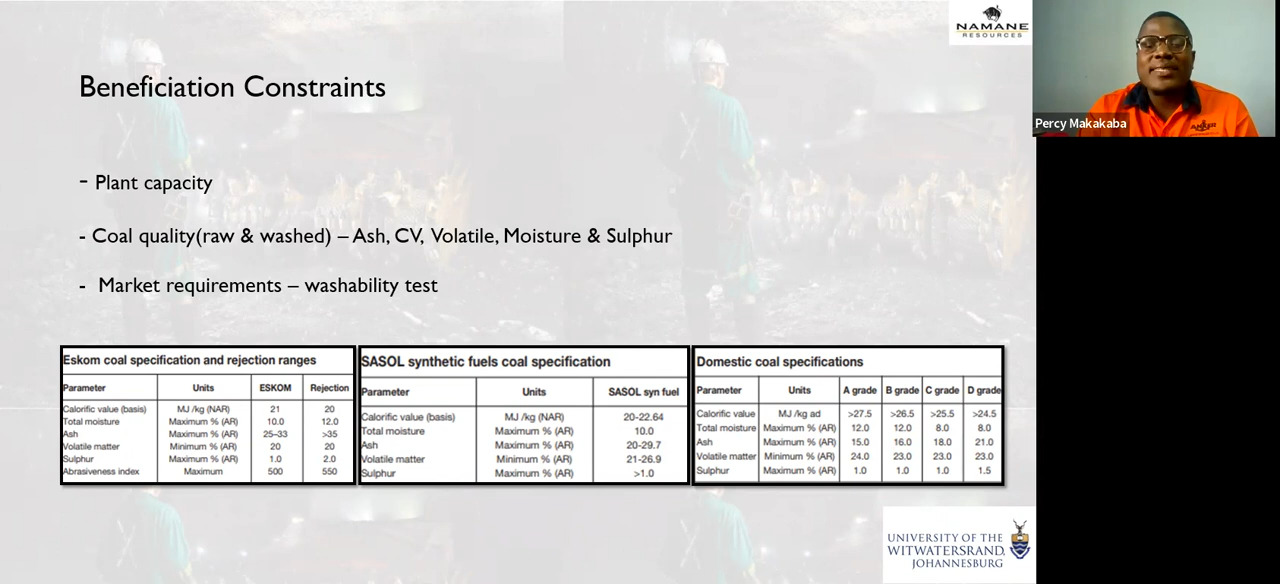 NAMANE
RESOURCES
Percy Makakaba
ANKER
Beneficiation Constraints
- Plant capacity
- Coal quality(raw & washed) – Ash, CV, Volatile, Moisture & Sulphur
- Market requirements – washability test
Eskom coal specification and rejection ranges
Parameter Units ESKOM Rejection
Calorific value (basis) MJ /kg (NAR) 21 20
Total moisture Maximum % (AR) 10.0 12.0
Ash Maximum % (AR) 25–33 >35
Volatile matter Minimum % (AR) 20 20
Sulphur Maximum % (AR) 1.0 2.0
Abrasiveness index Maximum 500 550
SASOL synthetic fuels coal specification
Parameter Units SASOL syn fuel
Calorific value (basis) MJ /kg (NAR) 20-22.64
Total moisture Maximum % (AR) 10.0
Ash Maximum % (AR) 20-29.7
Volatile matter Minimum % (AR) 21-26.9
Sulphur Maximum % (AR) >1.0
Domestic coal specifications
Parameter Units A grade B grade C grade D grade
Calorific value MJ /kg ad >27.5 >26.5 >25.5 >24.5
Total moisture Maximum % (AR) 12.0 12.0 8.0 8.0
Ash Maximum % (AR) 15.0 16.0 18.0 21.0
Volatile matter Minimum % (AR) 24.0 23.0 23.0 23.0
Sulphur Maximum % (AR) 1.0 1.0 1.0 1.5
UNIVERSITY OF THE
WITWATERSRAND,
JOHANNESBURG